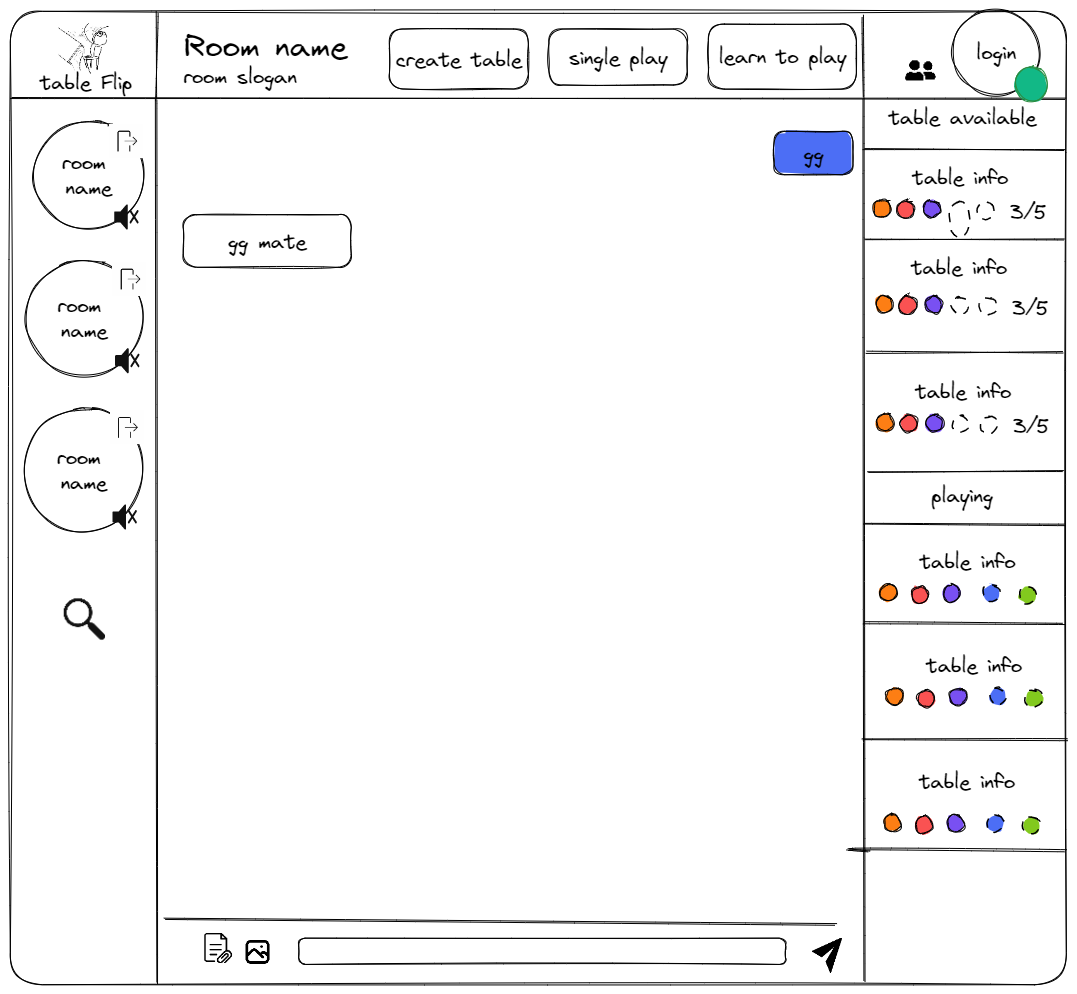 table Flip
Room name
room slogan
create table
single play
learn to play
login
room
name
room
name
room
name
gg
gg mate
table available
table info
3/5
table info
3/5
table info
3/5
playing
table info
table info
table info